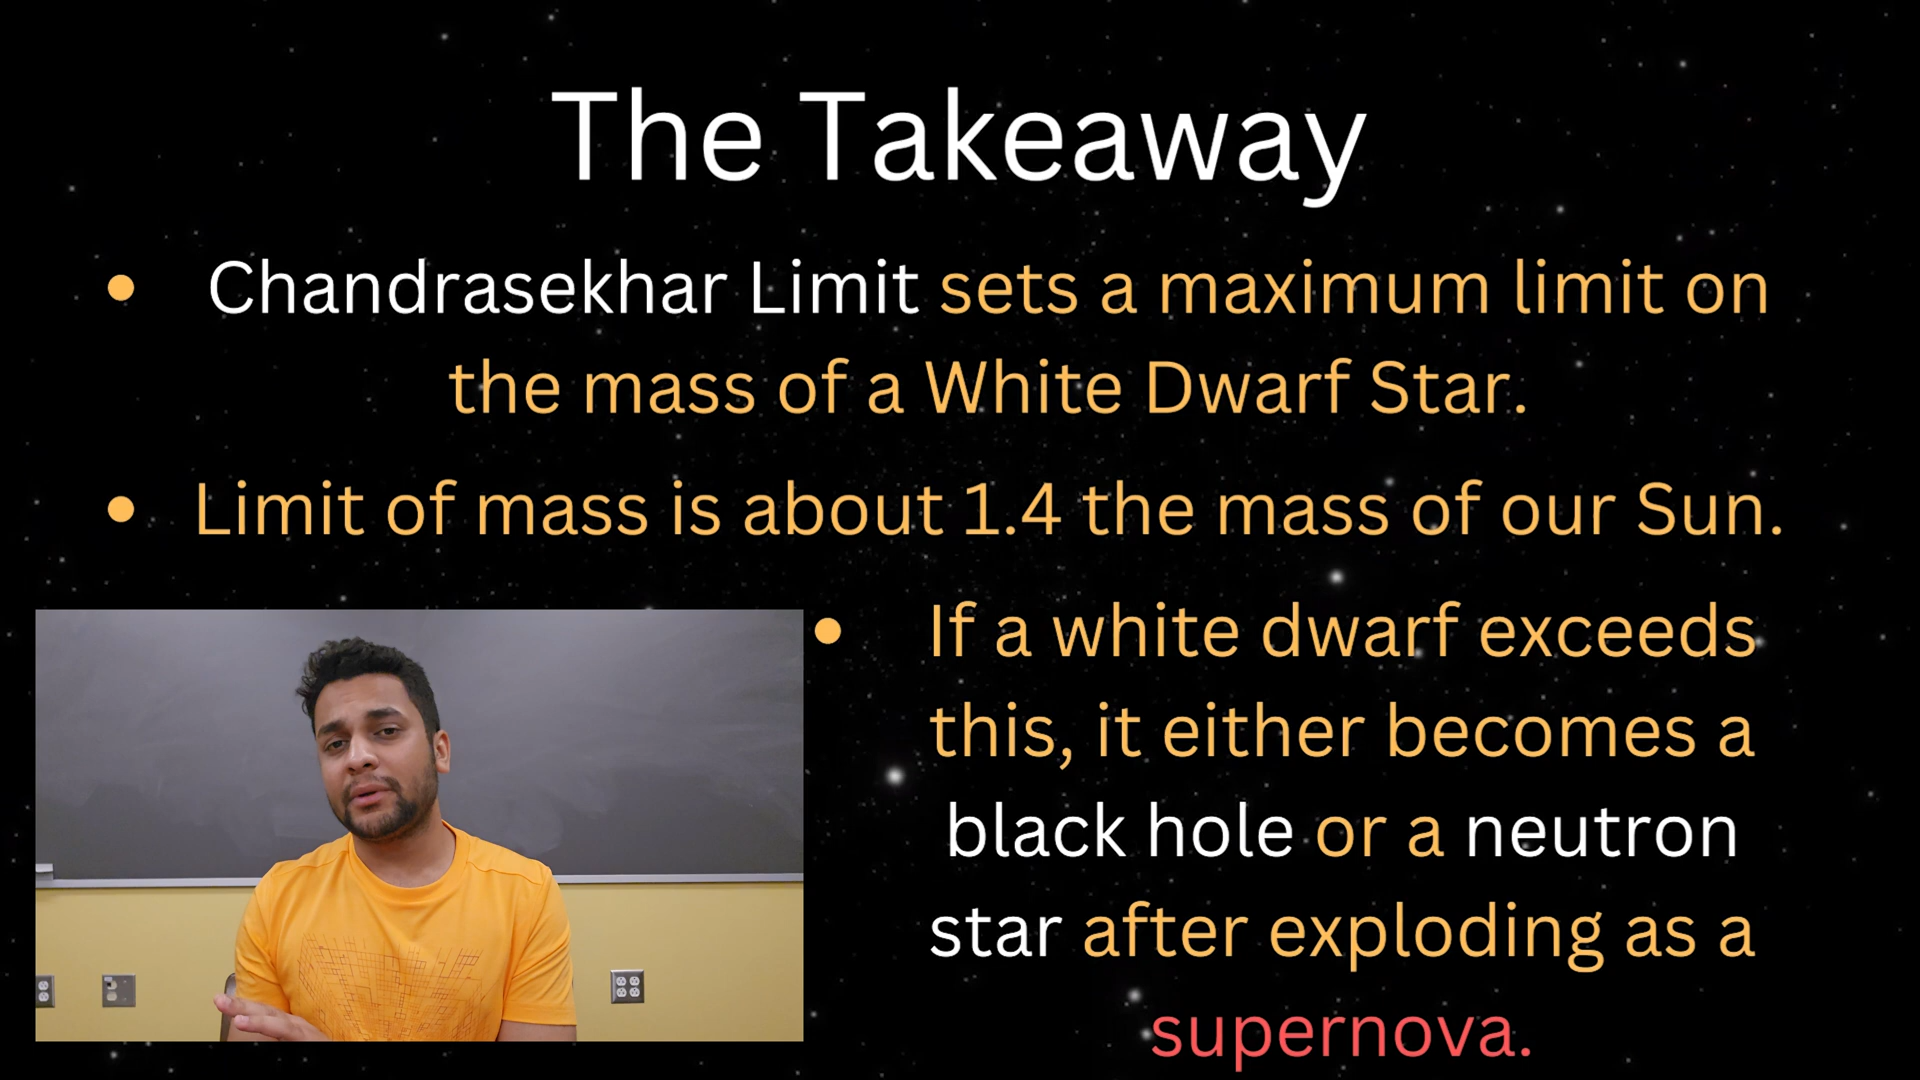 The Takeaway
Chandrasekhar Limit sets a maximum limit on
the mass of a White Dwarf Star.
Limit of mass is about 1.4 the mass of our Sun.
If a white dwarf exceeds
this, it either becomes a
black hole or a neutron
star after exploding as a
supernova.